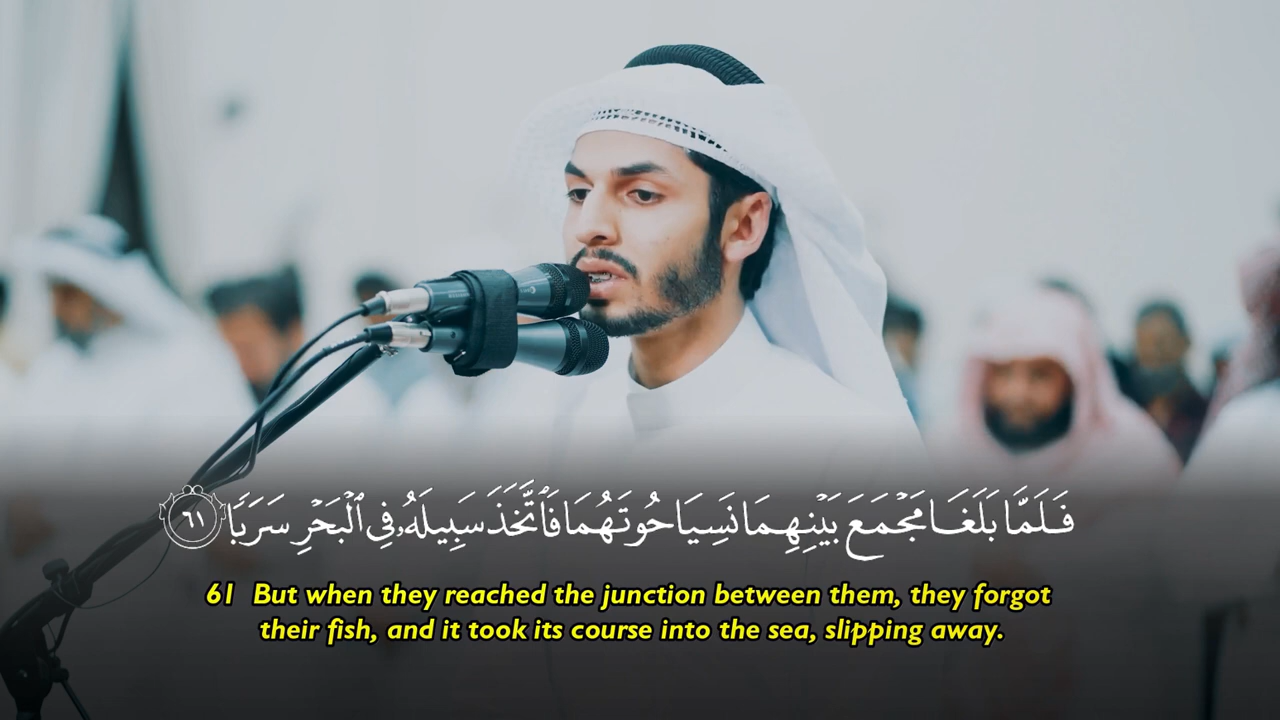 فَلَمَّا بَلَغَا مَجْمَعَ بَيْنِهِمَا نَسِيَا حُوتَهُمَا فَٱتَّخَذَ سَبِيلَهُۥ فِى ٱلْبَحْرِ سَرَبًا ٦١
61 But when they reached the junction between them, they forgot
their fish, and it took its course into the sea, slipping away.